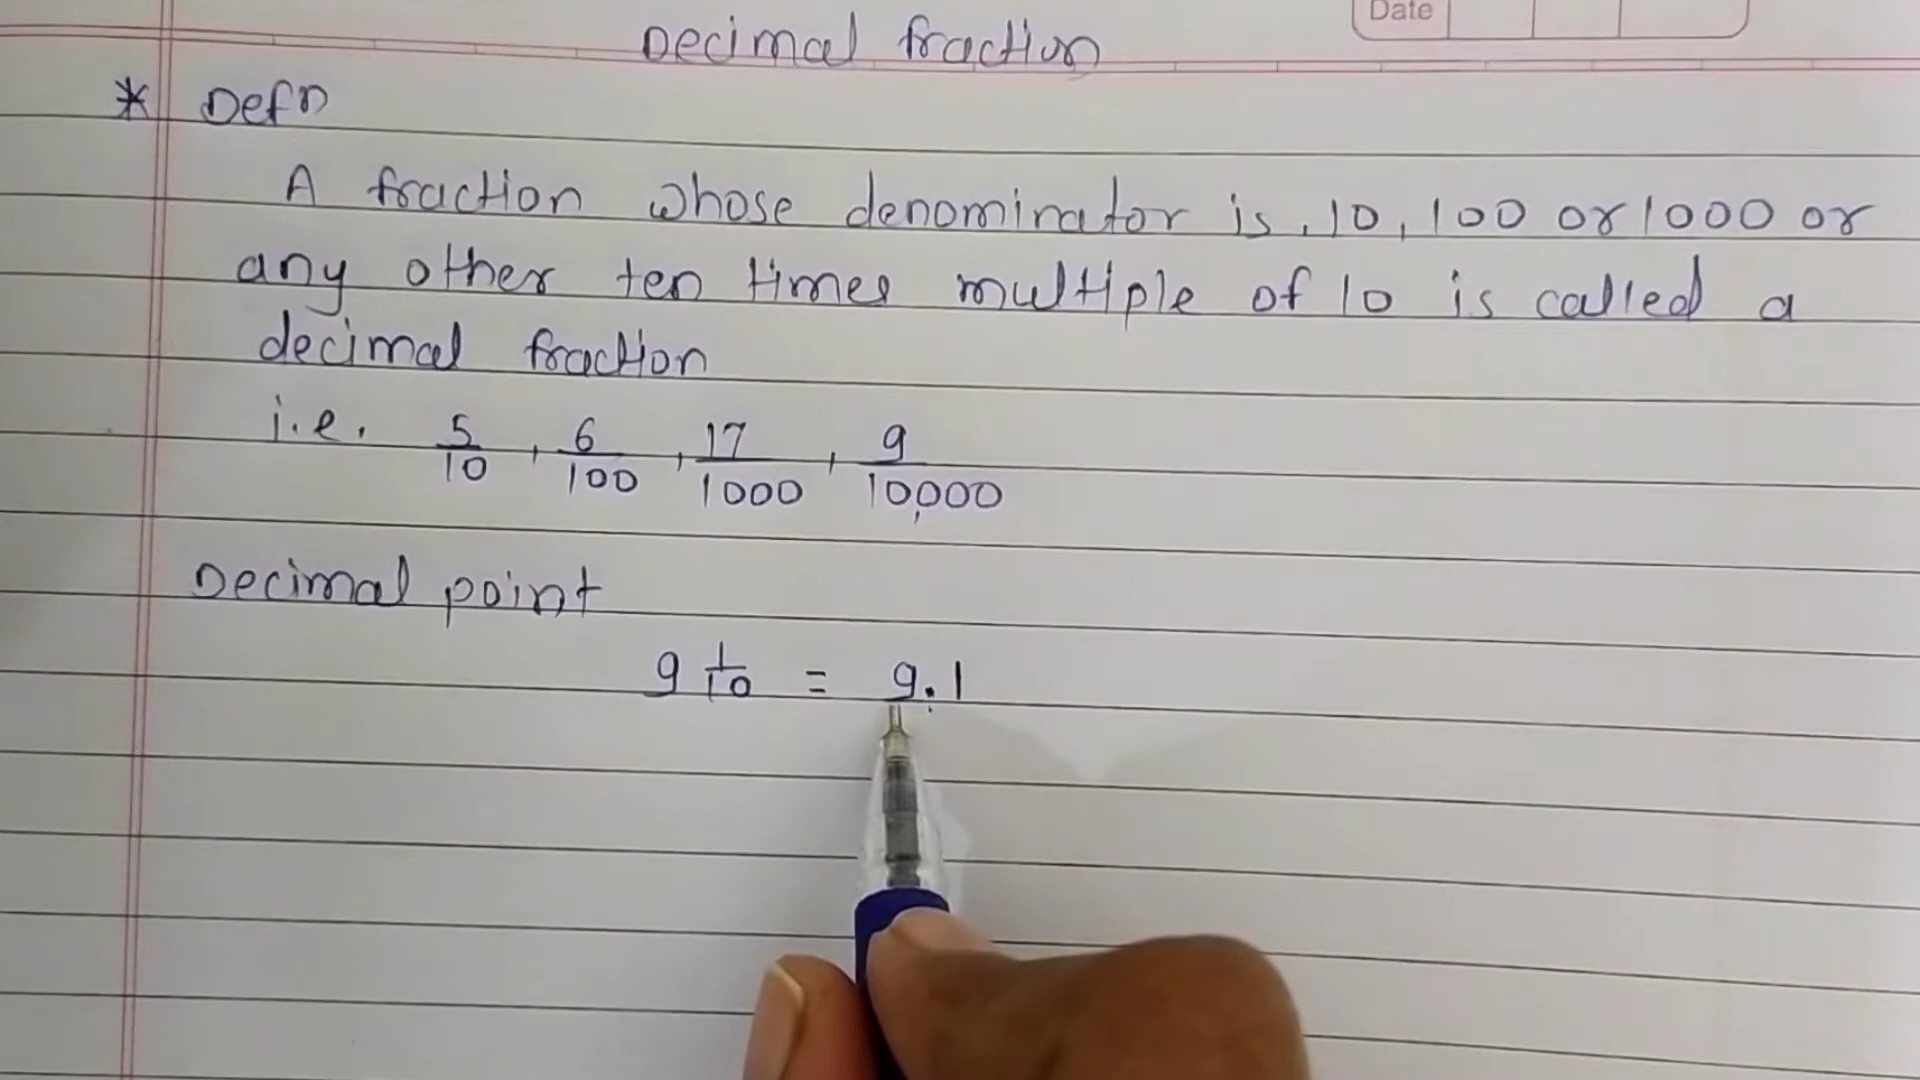 Date
Decimal fraction
* Defn
A fraction whose denominator is, 10, 100 or 1000 or
any other ten times multiple of 10 is called a
decimal fraction
i.e. 5/10, 6/100, 17/1000, 9/10,000
Decimal point
9 1/10 = 9.1